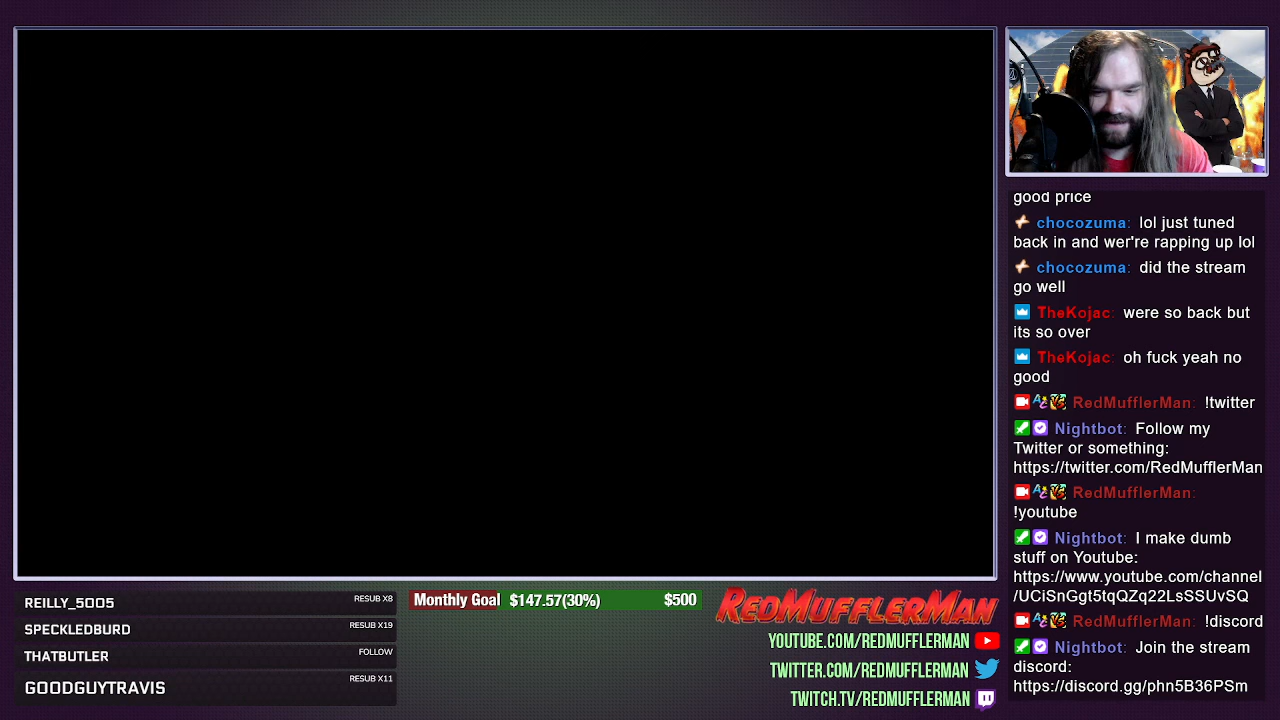 good price
chocozuma: lol just tuned
back in and wer're rapping up lol
chocozuma: did the stream
go well
TheKojac: were so back but
its so over
TheKojac: oh fuck yeah no
good
RedMufflerMan: !twitter
Nightbot: Follow my
Twitter or something:
https://twitter.com/RedMufflerMan
RedMufflerMan:
!youtube
Nightbot: I make dumb
stuff on Youtube:
https://www.youtube.com/channel
/UCiSnGgt5tqQZq22LsSSUvSQ
RedMufflerMan: !discord
Nightbot: Join the stream
discord:
https://discord.gg/phn5B36PSm
REILLY_5005 RESUB X8
SPECKLEDBURD RESUB X19
THATBUTLER FOLLOW
GOODGUYTRAVIS RESUB X11
Monthly Goal $147.57(30%) $500
REDMUFFLERMAN
YOUTUBE.COM/REDMUFFLERMAN
TWITTER.COM/REDMUFFLERMAN
TWITCH.TV/REDMUFFLERMAN